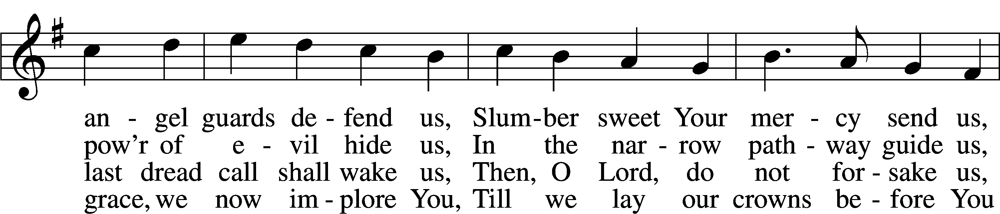 an - gel guards de - fend us, Slum-ber sweet Your mer - cy send us,
pow'r of e - vil hide us, In the nar - row path - way guide us,
last dread call shall wake us, Then, O Lord, do not for - sake us,
grace, we now im - plore You, Till we lay our crowns be - fore You